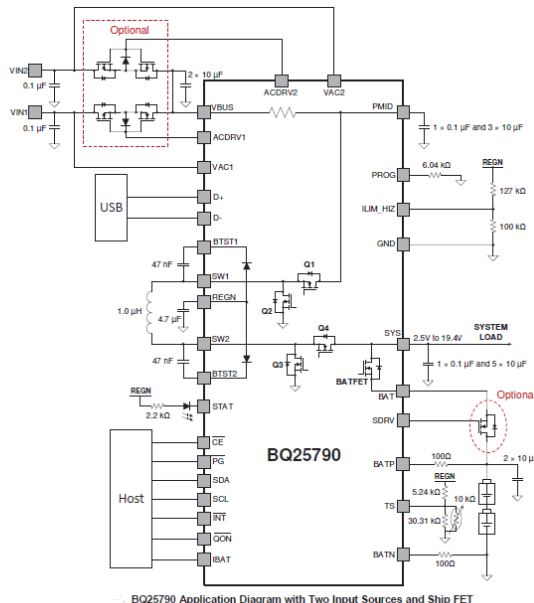 Optional
VIN2
0.1 µF
2 × 10 µF
VIN1
0.1 µF
ACDRV2
VAC2
VBUS
PMID
1 × 0.1 µF and 3 × 10 µF
ACDRV1
VAC1
PROG
6.04 kΩ
REGN
127 kΩ
ILIM_HIZ
100 kΩ
GND
USB
D+
D-
BTST1
47 nF
SW1
Q1
Q2
REGN
1.0 µH
4.7 µF
SW2
Q4
SYS
2.5V to 19.4V
SYSTEM
LOAD
Q3
BATFET
1 × 0.1 µF and 5 × 10 µF
47 nF
BTST2
BAT
Optiona
REGN
2.2 kΩ
STAT
SDRV
BQ25790
Host
CE
PG
SDA
SCL
INT
QON
IBAT
BATP
100Ω
2 × 10 µ
REGN
5.24 kΩ
10 kΩ
TS
30.31 kΩ
BATN
100Ω
BQ25790 Application Diagram with Two Input Sources and Ship FET